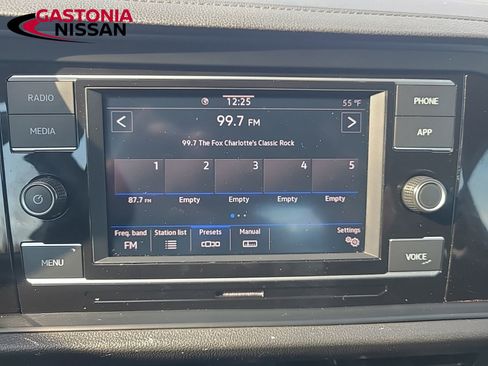 GASTONIA
NISSAN
RADIO
MEDIA
MENU
12:25
55 °F
99.7 FM
99.7 The Fox Charlotte's Classic Rock
1 2 3 4 5
87.7 FM Empty Empty Empty Empty
Freq. band Station list Presets Manual Settings
FM
PHONE
APP
VOICE